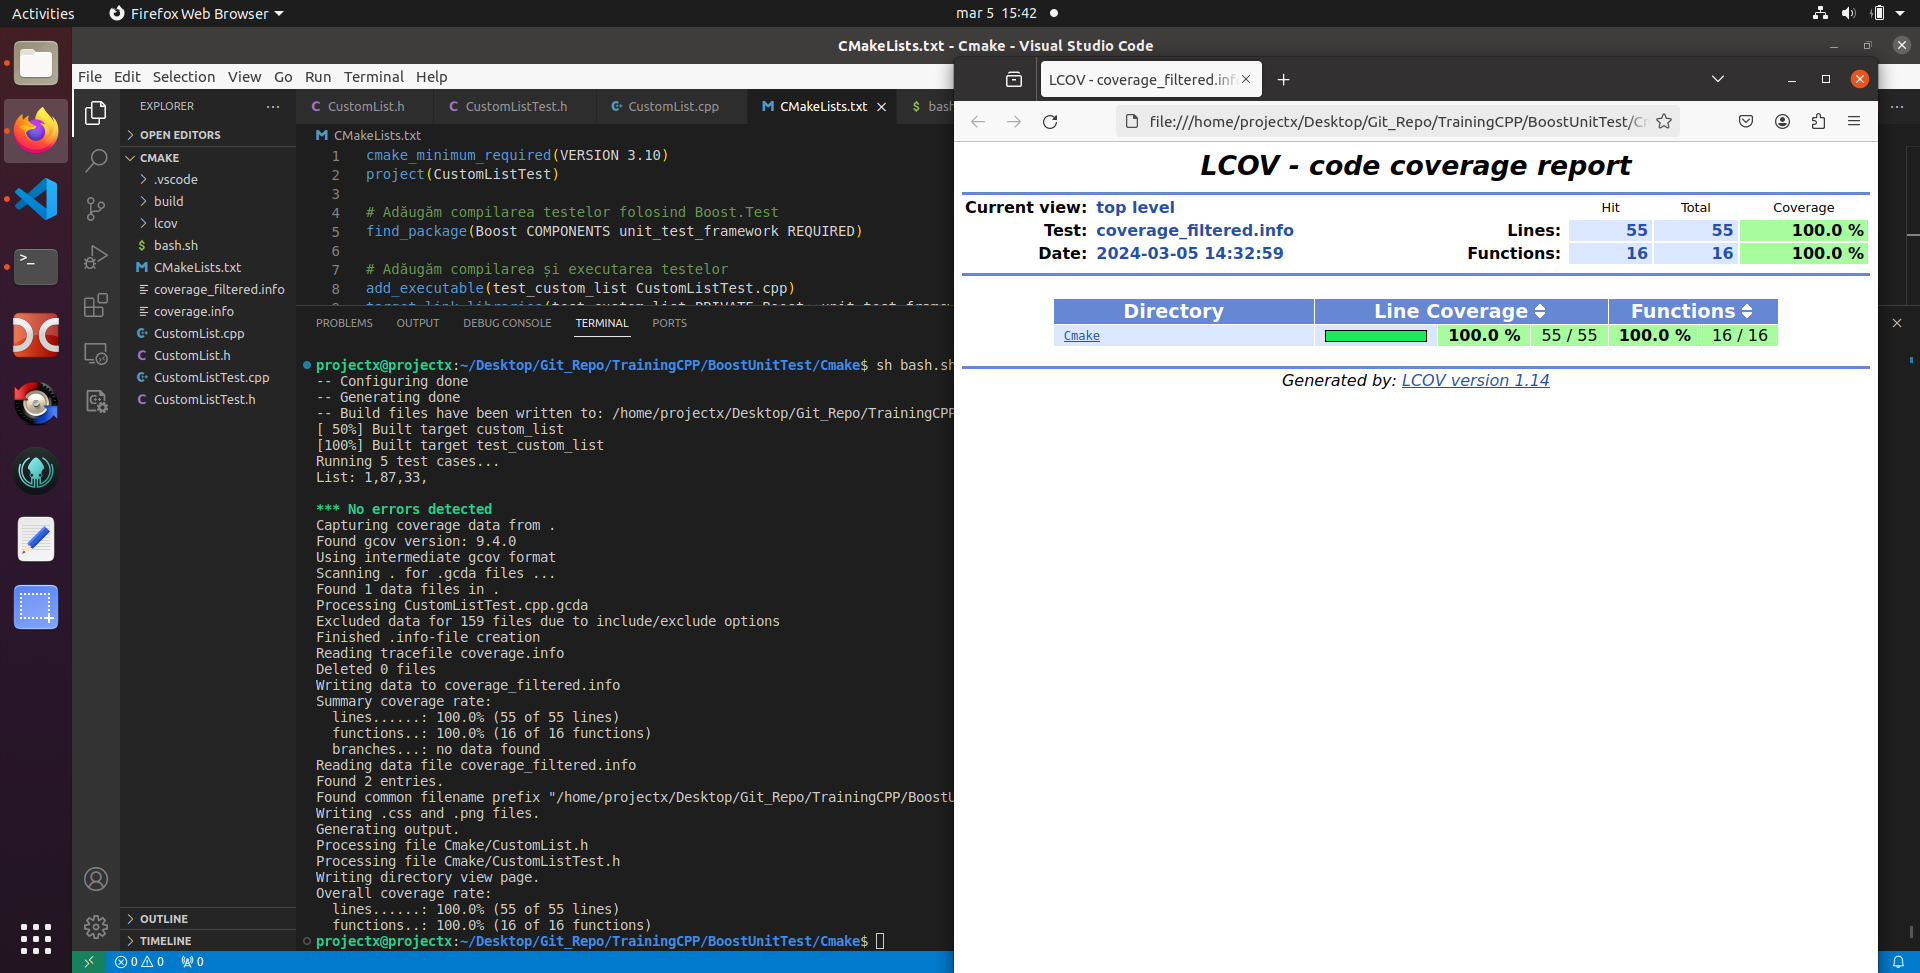 Activities
Firefox Web Browser
mar 5 15:42
CMakeLists.txt - Cmake - Visual Studio Code
File Edit Selection View Go Run Terminal Help
EXPLORER
OPEN EDITORS
CMAKE
.vscode
build
lcov
bash.sh
CMakeLists.txt
coverage_filtered.info
coverage.info
CustomList.cpp
CustomList.h
CustomListTest.cpp
CustomListTest.h
OUTLINE
TIMELINE
CustomList.h CustomListTest.h CustomList.cpp CMakeLists.txt bash
CMakeLists.txt
1 cmake_minimum_required(VERSION 3.10)
2 project(CustomListTest)
3
4 # Adăugăm compilarea testelor folosind Boost.Test
5 find_package(Boost COMPONENTS unit_test_framework REQUIRED)
6
7 # Adăugăm compilarea și executarea testelor
8 add_executable(test_custom_list CustomListTest.cpp)
PROBLEMS OUTPUT DEBUG CONSOLE TERMINAL PORTS
projectx@projectx:~/Desktop/Git_Repo/TrainingCPP/BoostUnitTest/Cmake$ sh bash.sh
-- Configuring done
-- Generating done
-- Build files have been written to: /home/projectx/Desktop/Git_Repo/TrainingCPP
[ 50%] Built target custom_list
[100%] Built target test_custom_list
Running 5 test cases...
List: 1,87,33,
*** No errors detected
Capturing coverage data from .
Found gcov version: 9.4.0
Using intermediate gcov format
Scanning . for .gcda files ...
Found 1 data files in .
Processing CustomListTest.cpp.gcda
Excluded data for 159 files due to include/exclude options
Finished .info-file creation
Reading tracefile coverage.info
Deleted 0 files
Writing data to coverage_filtered.info
Summary coverage rate:
lines......: 100.0% (55 of 55 lines)
functions..: 100.0% (16 of 16 functions)
branches...: no data found
Reading data file coverage_filtered.info
Found 2 entries.
Found common filename prefix "/home/projectx/Desktop/Git_Repo/TrainingCPP/BoostU
Writing .css and .png files.
Generating output.
Processing file Cmake/CustomList.h
Processing file Cmake/CustomListTest.h
Writing directory view page.
Overall coverage rate:
lines......: 100.0% (55 of 55 lines)
functions..: 100.0% (16 of 16 functions)
projectx@projectx:~/Desktop/Git_Repo/TrainingCPP/BoostUnitTest/Cmake$
0 0 0
LCOV - coverage_filtered.inf
file:///home/projectx/Desktop/Git_Repo/TrainingCPP/BoostUnitTest/C
LCOV - code coverage report
Current view: top level Hit Total Coverage
Test: coverage_filtered.info Lines: 55 55 100.0 %
Date: 2024-03-05 14:32:59 Functions: 16 16 100.0 %
Directory Line Coverage Functions
Cmake 100.0 % 55 / 55 100.0 % 16 / 16
Generated by: LCOV version 1.14